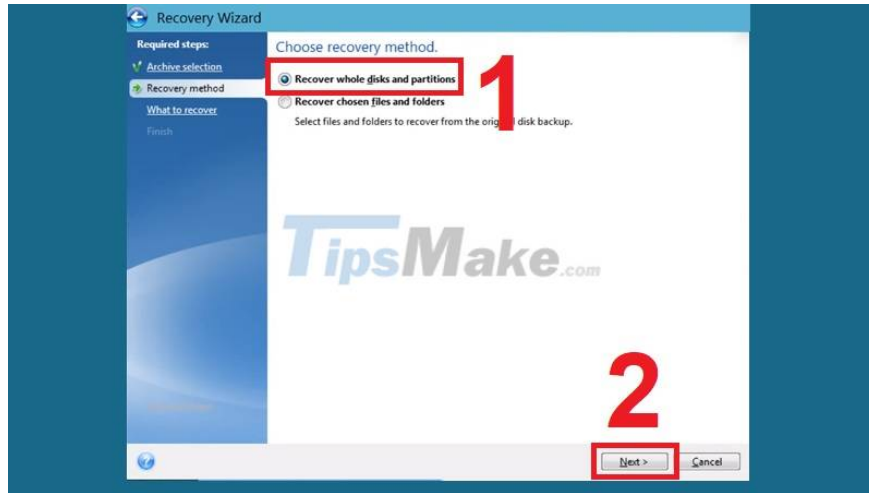 Recovery Wizard
Required steps:
Archive selection
Recovery method
What to recover
Finish
Choose recovery method.
Recover whole disks and partitions
Recover chosen files and folders
Select files and folders to recover from the original disk backup.
1
TipsMake.com
2
Next >
Cancel